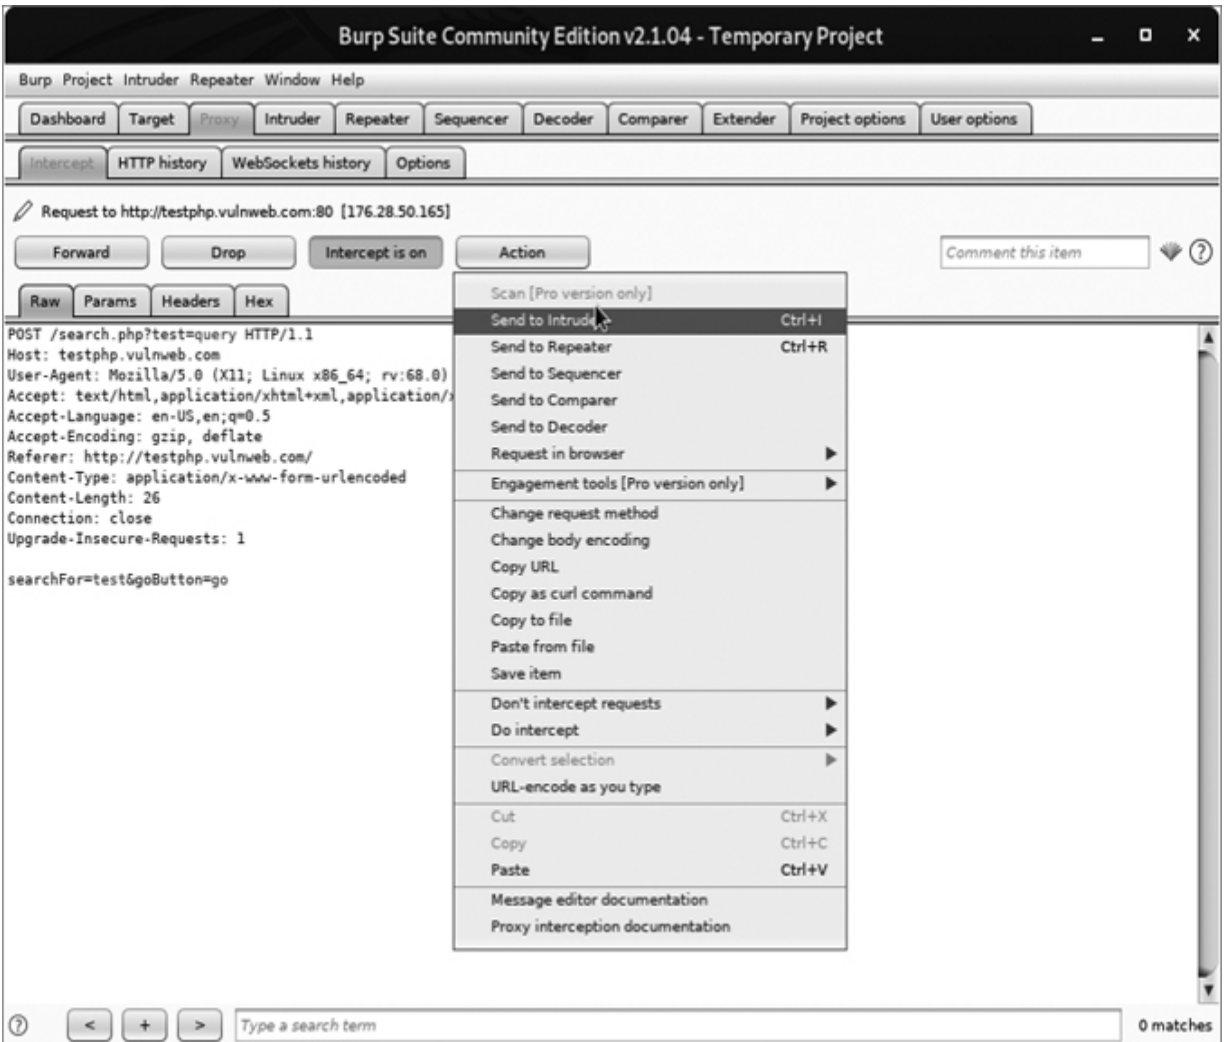 Burp Suite Community Edition v2.1.04 - Temporary Project
Burp Project Intruder Repeater Window Help
Dashboard Target Proxy Intruder Repeater Sequencer Decoder Comparer Extender Project options User options
Intercept HTTP history WebSockets history Options
Request to http://testphp.vulnweb.com:80 [176.28.50.165]
Forward Drop Intercept is on Action Comment this item
Raw Params Headers Hex
POST /search.php?test=query HTTP/1.1
Host: testphp.vulnweb.com
User-Agent: Mozilla/5.0 (X11; Linux x86_64; rv:68.0)
Accept: text/html,application/xhtml+xml,application/
Accept-Language: en-US,en;q=0.5
Accept-Encoding: gzip, deflate
Referer: http://testphp.vulnweb.com/
Content-Type: application/x-www-form-urlencoded
Content-Length: 26
Connection: close
Upgrade-Insecure-Requests: 1
searchFor=test&goButton=go
Scan [Pro version only]
Send to Intruder Ctrl+I
Send to Repeater Ctrl+R
Send to Sequencer
Send to Comparer
Send to Decoder
Request in browser
Engagement tools [Pro version only]
Change request method
Change body encoding
Copy URL
Copy as curl command
Copy to file
Paste from file
Save item
Don't intercept requests
Do intercept
Convert selection
URL-encode as you type
Cut Ctrl+X
Copy Ctrl+C
Paste Ctrl+V
Message editor documentation
Proxy interception documentation
? < + > Type a search term 0 matches